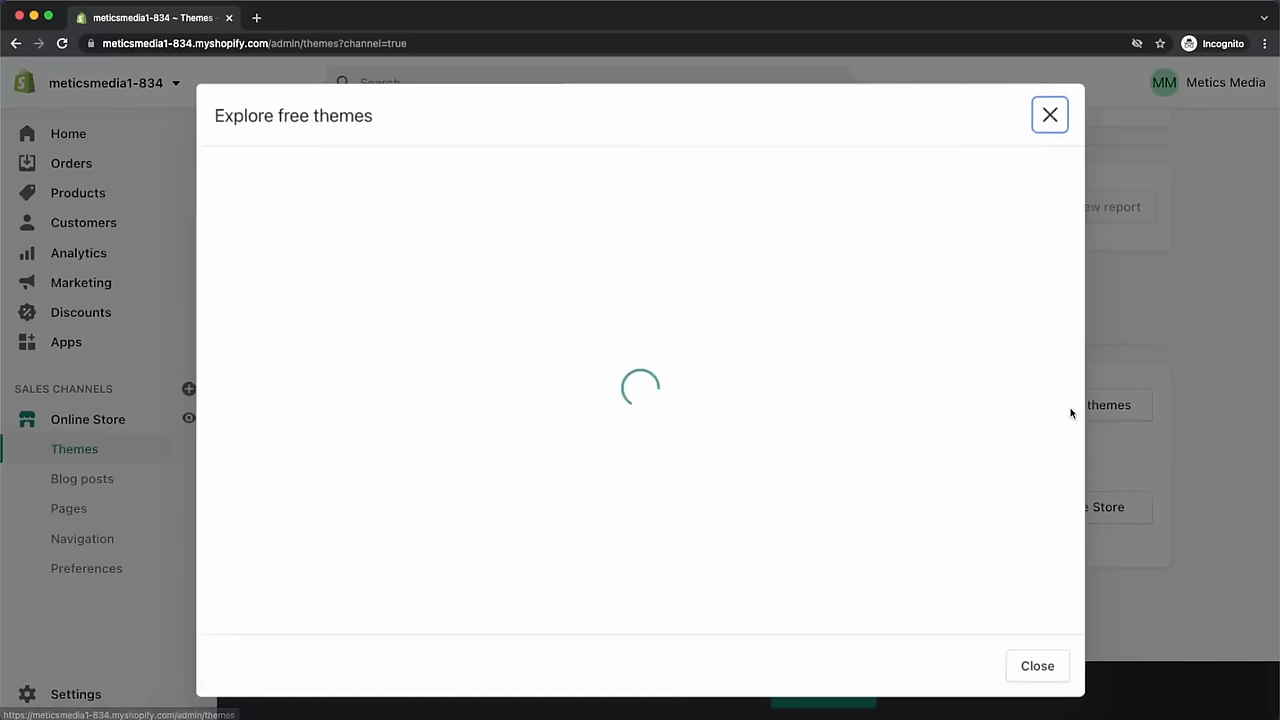 meticsmedia1-834 ~ Themes
meticsmedia1-834.myshopify.com/admin/themes?channel=true
Incognito
meticsmedia1-834
Search
MM
Metics Media
Explore free themes
Home
Orders
Products
Customers
Analytics
Marketing
Discounts
Apps
SALES CHANNELS
Online Store
Themes
Blog posts
Pages
Navigation
Preferences
Settings
report
themes
Store
Close
https://meticsmedia1-834.myshopify.com/admin/themes